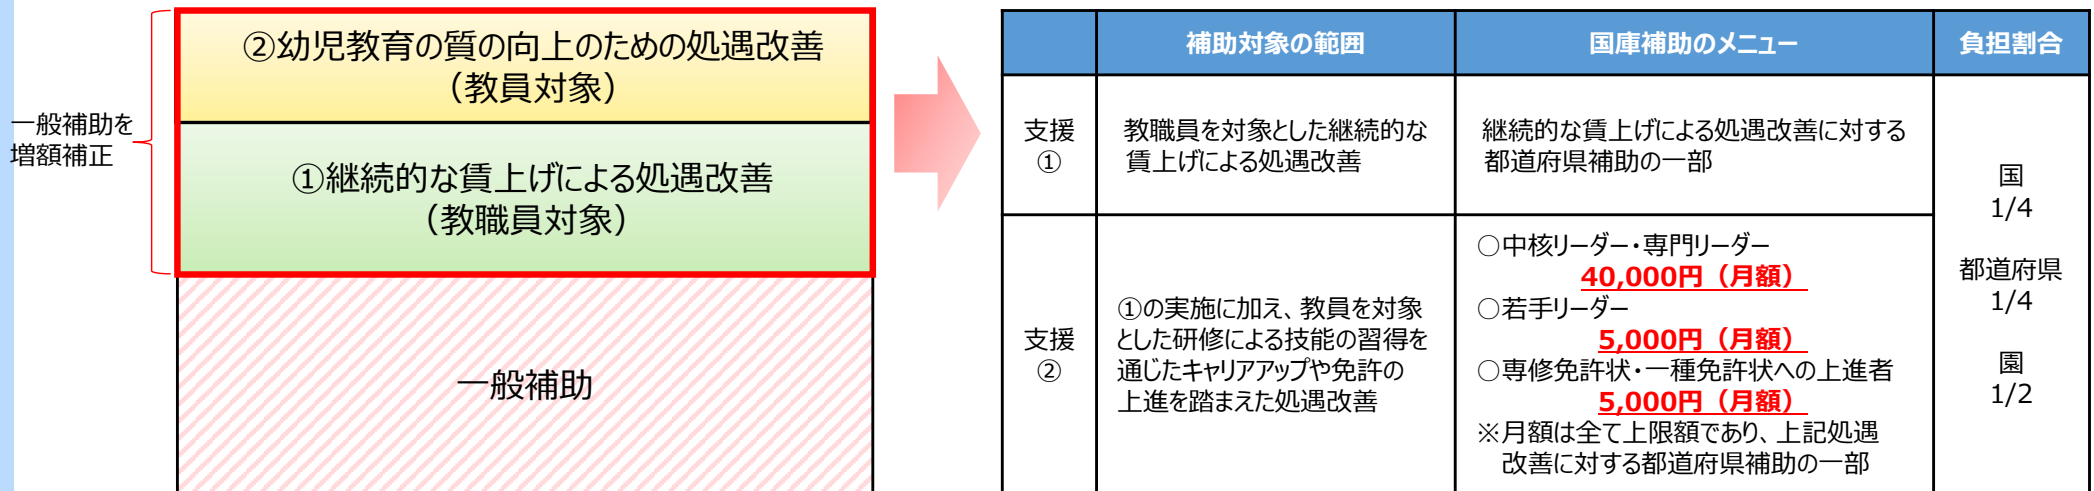 一般補助を
増額補正
②幼児教育の質の向上のための処遇改善
（教員対象）
①継続的な賃上げによる処遇改善
（教職員対象）
一般補助
補助対象の範囲
国庫補助のメニュー
負担割合
支援
①
教職員を対象とした継続的な
賃上げによる処遇改善
継続的な賃上げによる処遇改善に対する
都道府県補助の一部
支援
②
①の実施に加え、教員を対象
とした研修による技能の習得を
通じたキャリアアップや免許の
上進を踏まえた処遇改善
○中核リーダー・専門リーダー
40,000円（月額）
○若手リーダー
5,000円（月額）
○専修免許状・一種免許状への上進者
5,000円（月額）
※月額は全て上限額であり、上記処遇
改善に対する都道府県補助の一部
国
1/4
都道府県
1/4
園
1/2